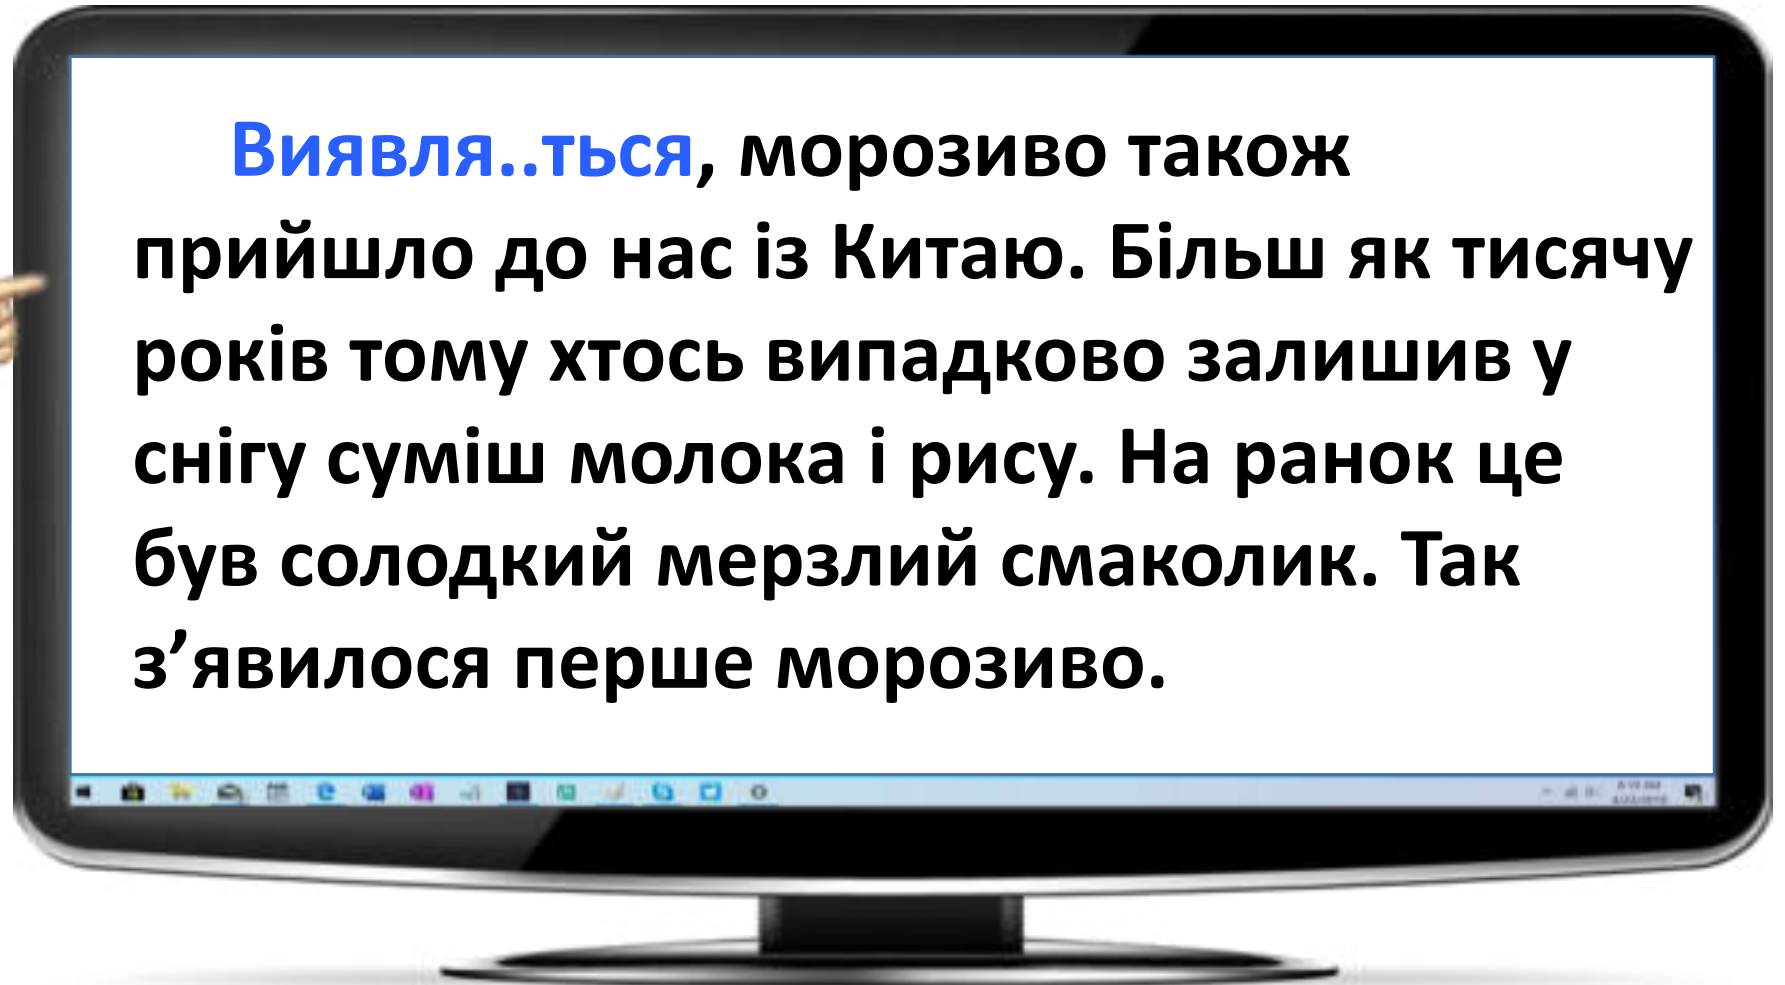 Виявля..ться, морозиво також
прийшло до нас із Китаю. Більш як тисячу
років тому хтось випадково залишив у
снігу суміш молока і рису. На ранок це
був солодкий мерзлий смаколик. Так
з’явилося перше морозиво.